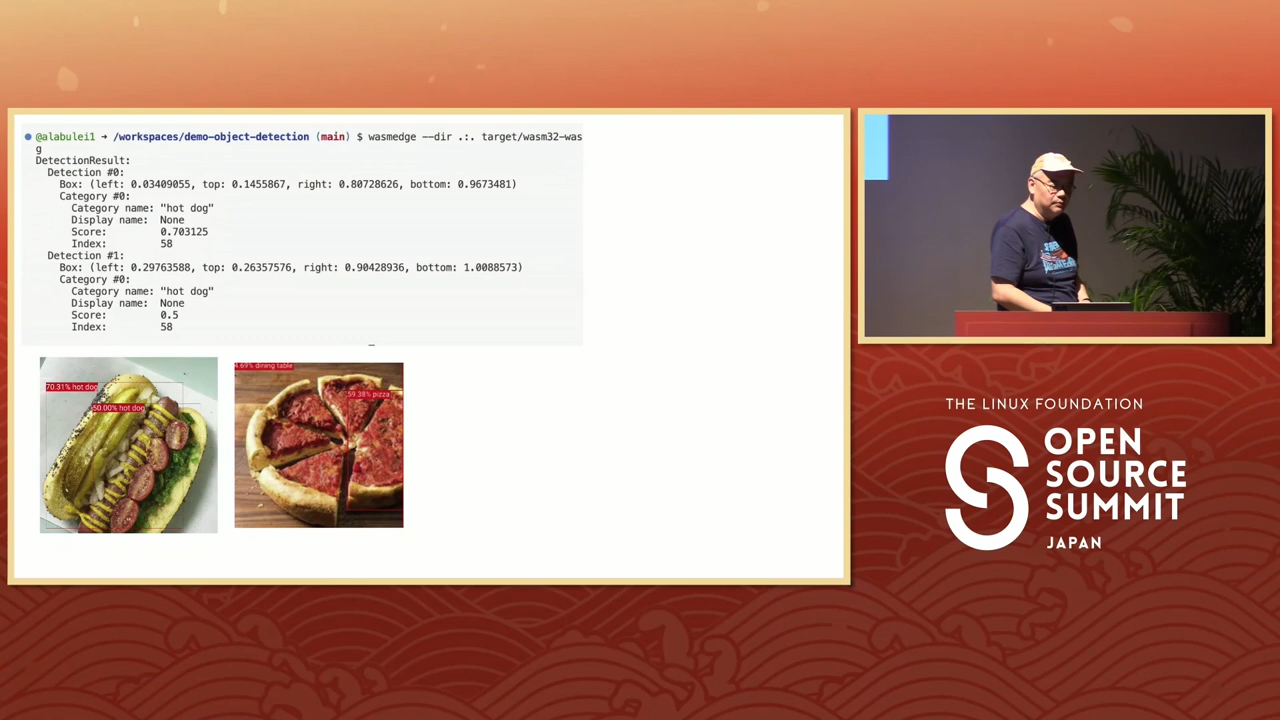 @alabulei1 → /workspaces/demo-object-detection (main) $ wasmedge --dir .:. target/wasm32-was
g
DetectionResult:
Detection #0:
Box: (left: 0.03409055, top: 0.1455867, right: 0.80728626, bottom: 0.9673481)
Category #0:
Category name: "hot dog"
Display name: None
Score: 0.703125
Index: 58
Detection #1:
Box: (left: 0.29763588, top: 0.26357576, right: 0.90428936, bottom: 1.0088573)
Category #0:
Category name: "hot dog"
Display name: None
Score: 0.5
Index: 58
70.31% hot dog
50.00% hot dog
4.69% dining table
59.38% pizza
THE LINUX FOUNDATION
OPEN
SOURCE
SUMMIT
JAPAN